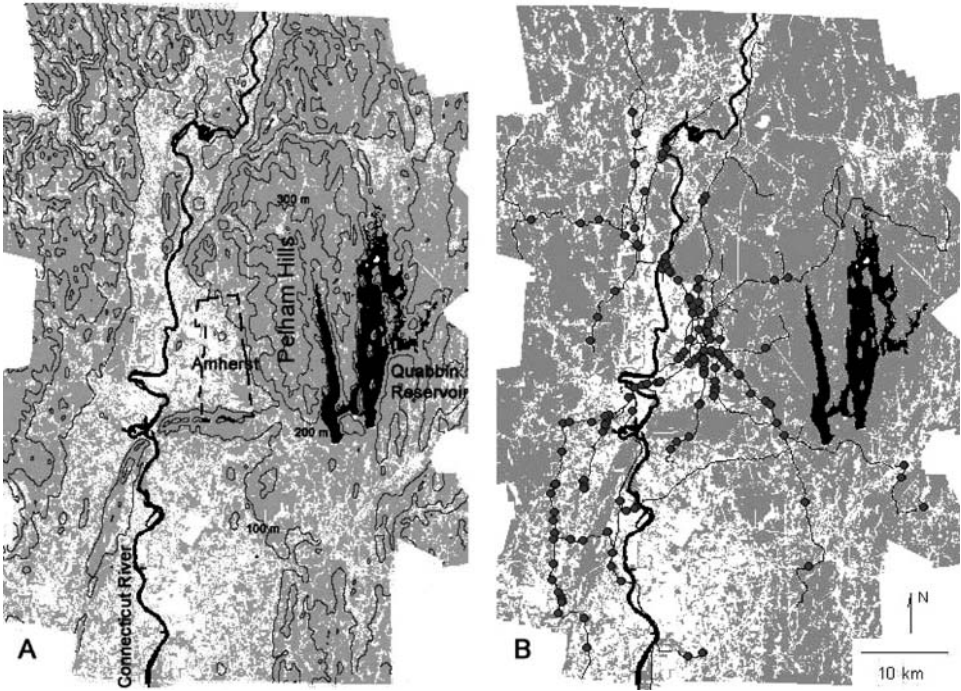 300 m
Pelham Hills
Amherst
Quabbin
Reservoir
200 m
100 m
Connecticut River
A
B
N
10 km